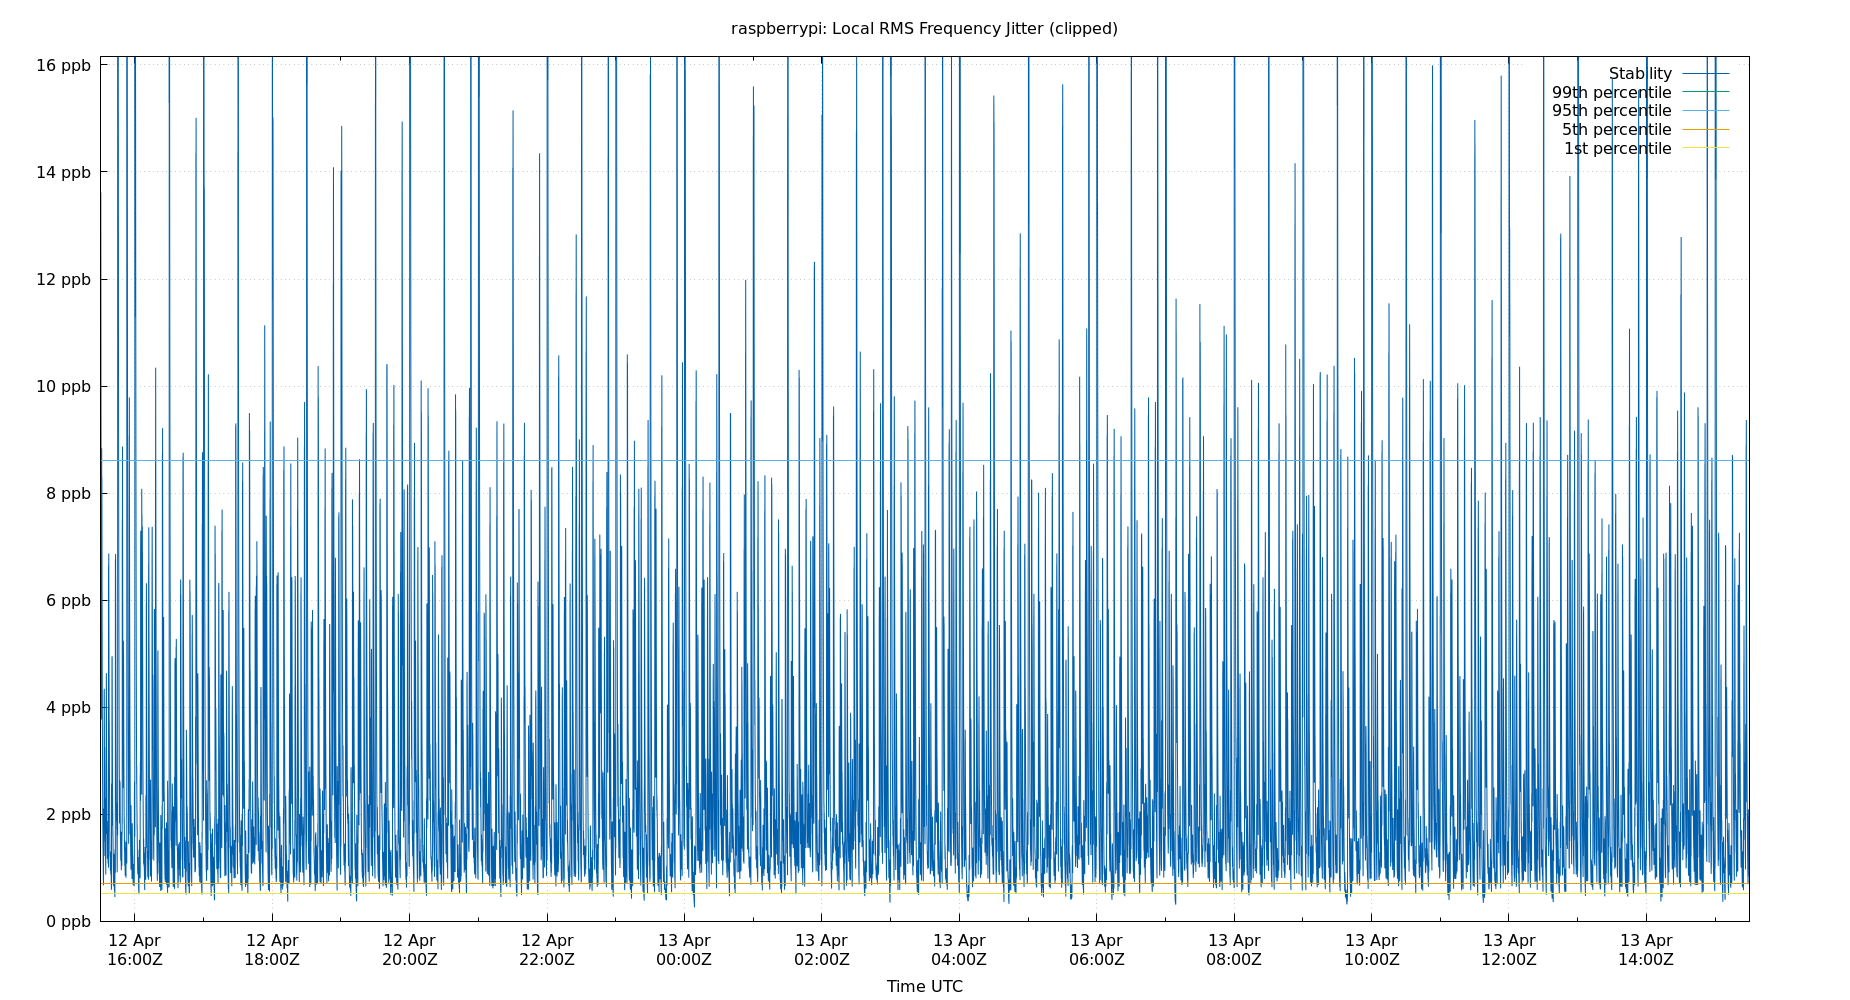 raspberrypi: Local RMS Frequency Jitter (clipped)
16 ppb
14 ppb
12 ppb
10 ppb
8 ppb
6 ppb
4 ppb
2 ppb
0 ppb
Stability
99th percentile
95th percentile
5th percentile
1st percentile
12 Apr 12 Apr 12 Apr 12 Apr 13 Apr 13 Apr 13 Apr 13 Apr 13 Apr 13 Apr 13 Apr 13 Apr
16:00Z 18:00Z 20:00Z 22:00Z 00:00Z 02:00Z 04:00Z 06:00Z 08:00Z 10:00Z 12:00Z 14:00Z
Time UTC